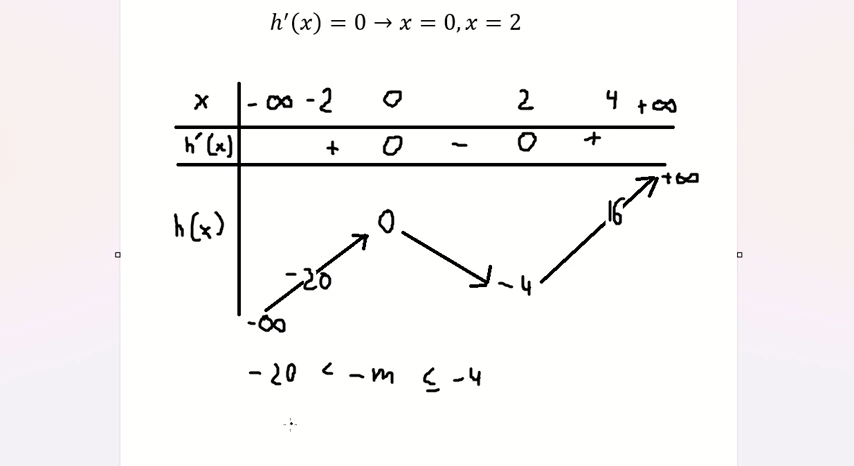 h′(x) = 0 → x = 0, x = 2
x -∞ -2 0 2 4 +∞
h'(x) + 0 - 0 + 
h(x) -∞ -20 0 -4 16 +∞
-20 < -m ≤ -4